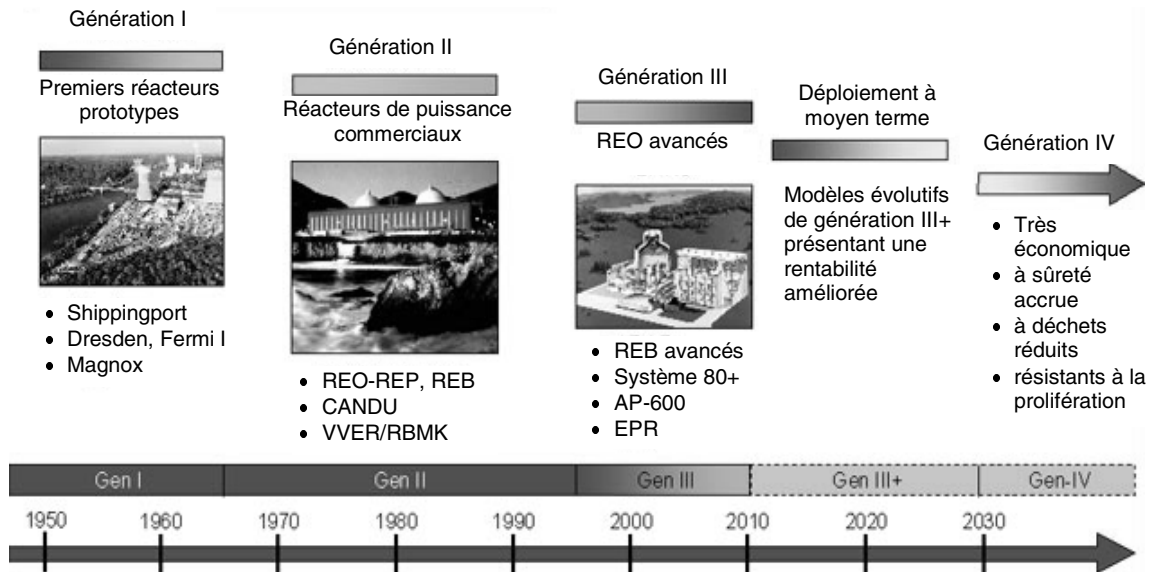 Génération I
Premiers réacteurs
prototypes
• Shippingport
• Dresden, Fermi I
• Magnox
Génération II
Réacteurs de puissance
commerciaux
• REO-REP, REB
• CANDU
• VVER/RBMK
Génération III
REO avancés
• REB avancés
• Système 80+
• AP-600
• EPR
Déploiement à
moyen terme
Modèles évolutifs
de génération III+
présentant une
rentabilité
améliorée
Génération IV
• Très
économique
• à sûreté
accrue
• à déchets
réduits
• résistants à la
prolifération
Gen I Gen II Gen III Gen III+ Gen-IV
1950 1960 1970 1980 1990 2000 2010 2020 2030